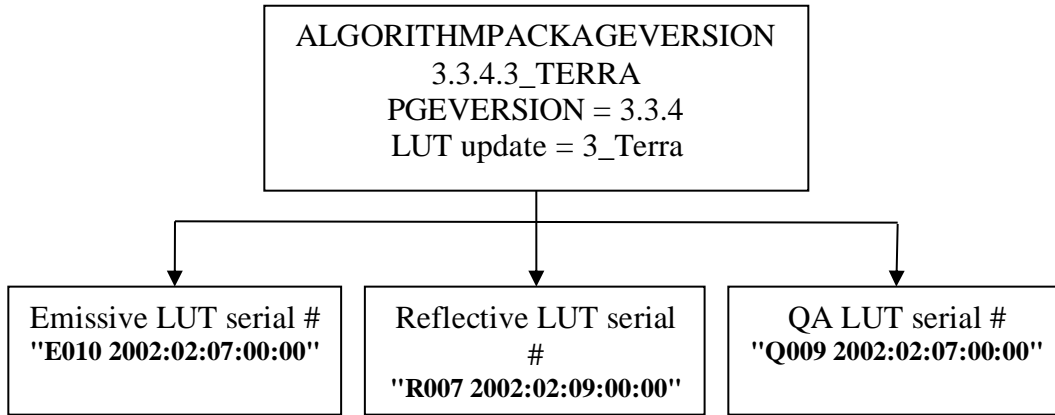 ALGORITHMPACKAGEVERSION
3.3.4.3_TERRA
PGEVERSION = 3.3.4
LUT update = 3_Terra
Emissive LUT serial #
"E010 2002:02:07:00:00"
Reflective LUT serial
#
"R007 2002:02:09:00:00"
QA LUT serial #
"Q009 2002:02:07:00:00"